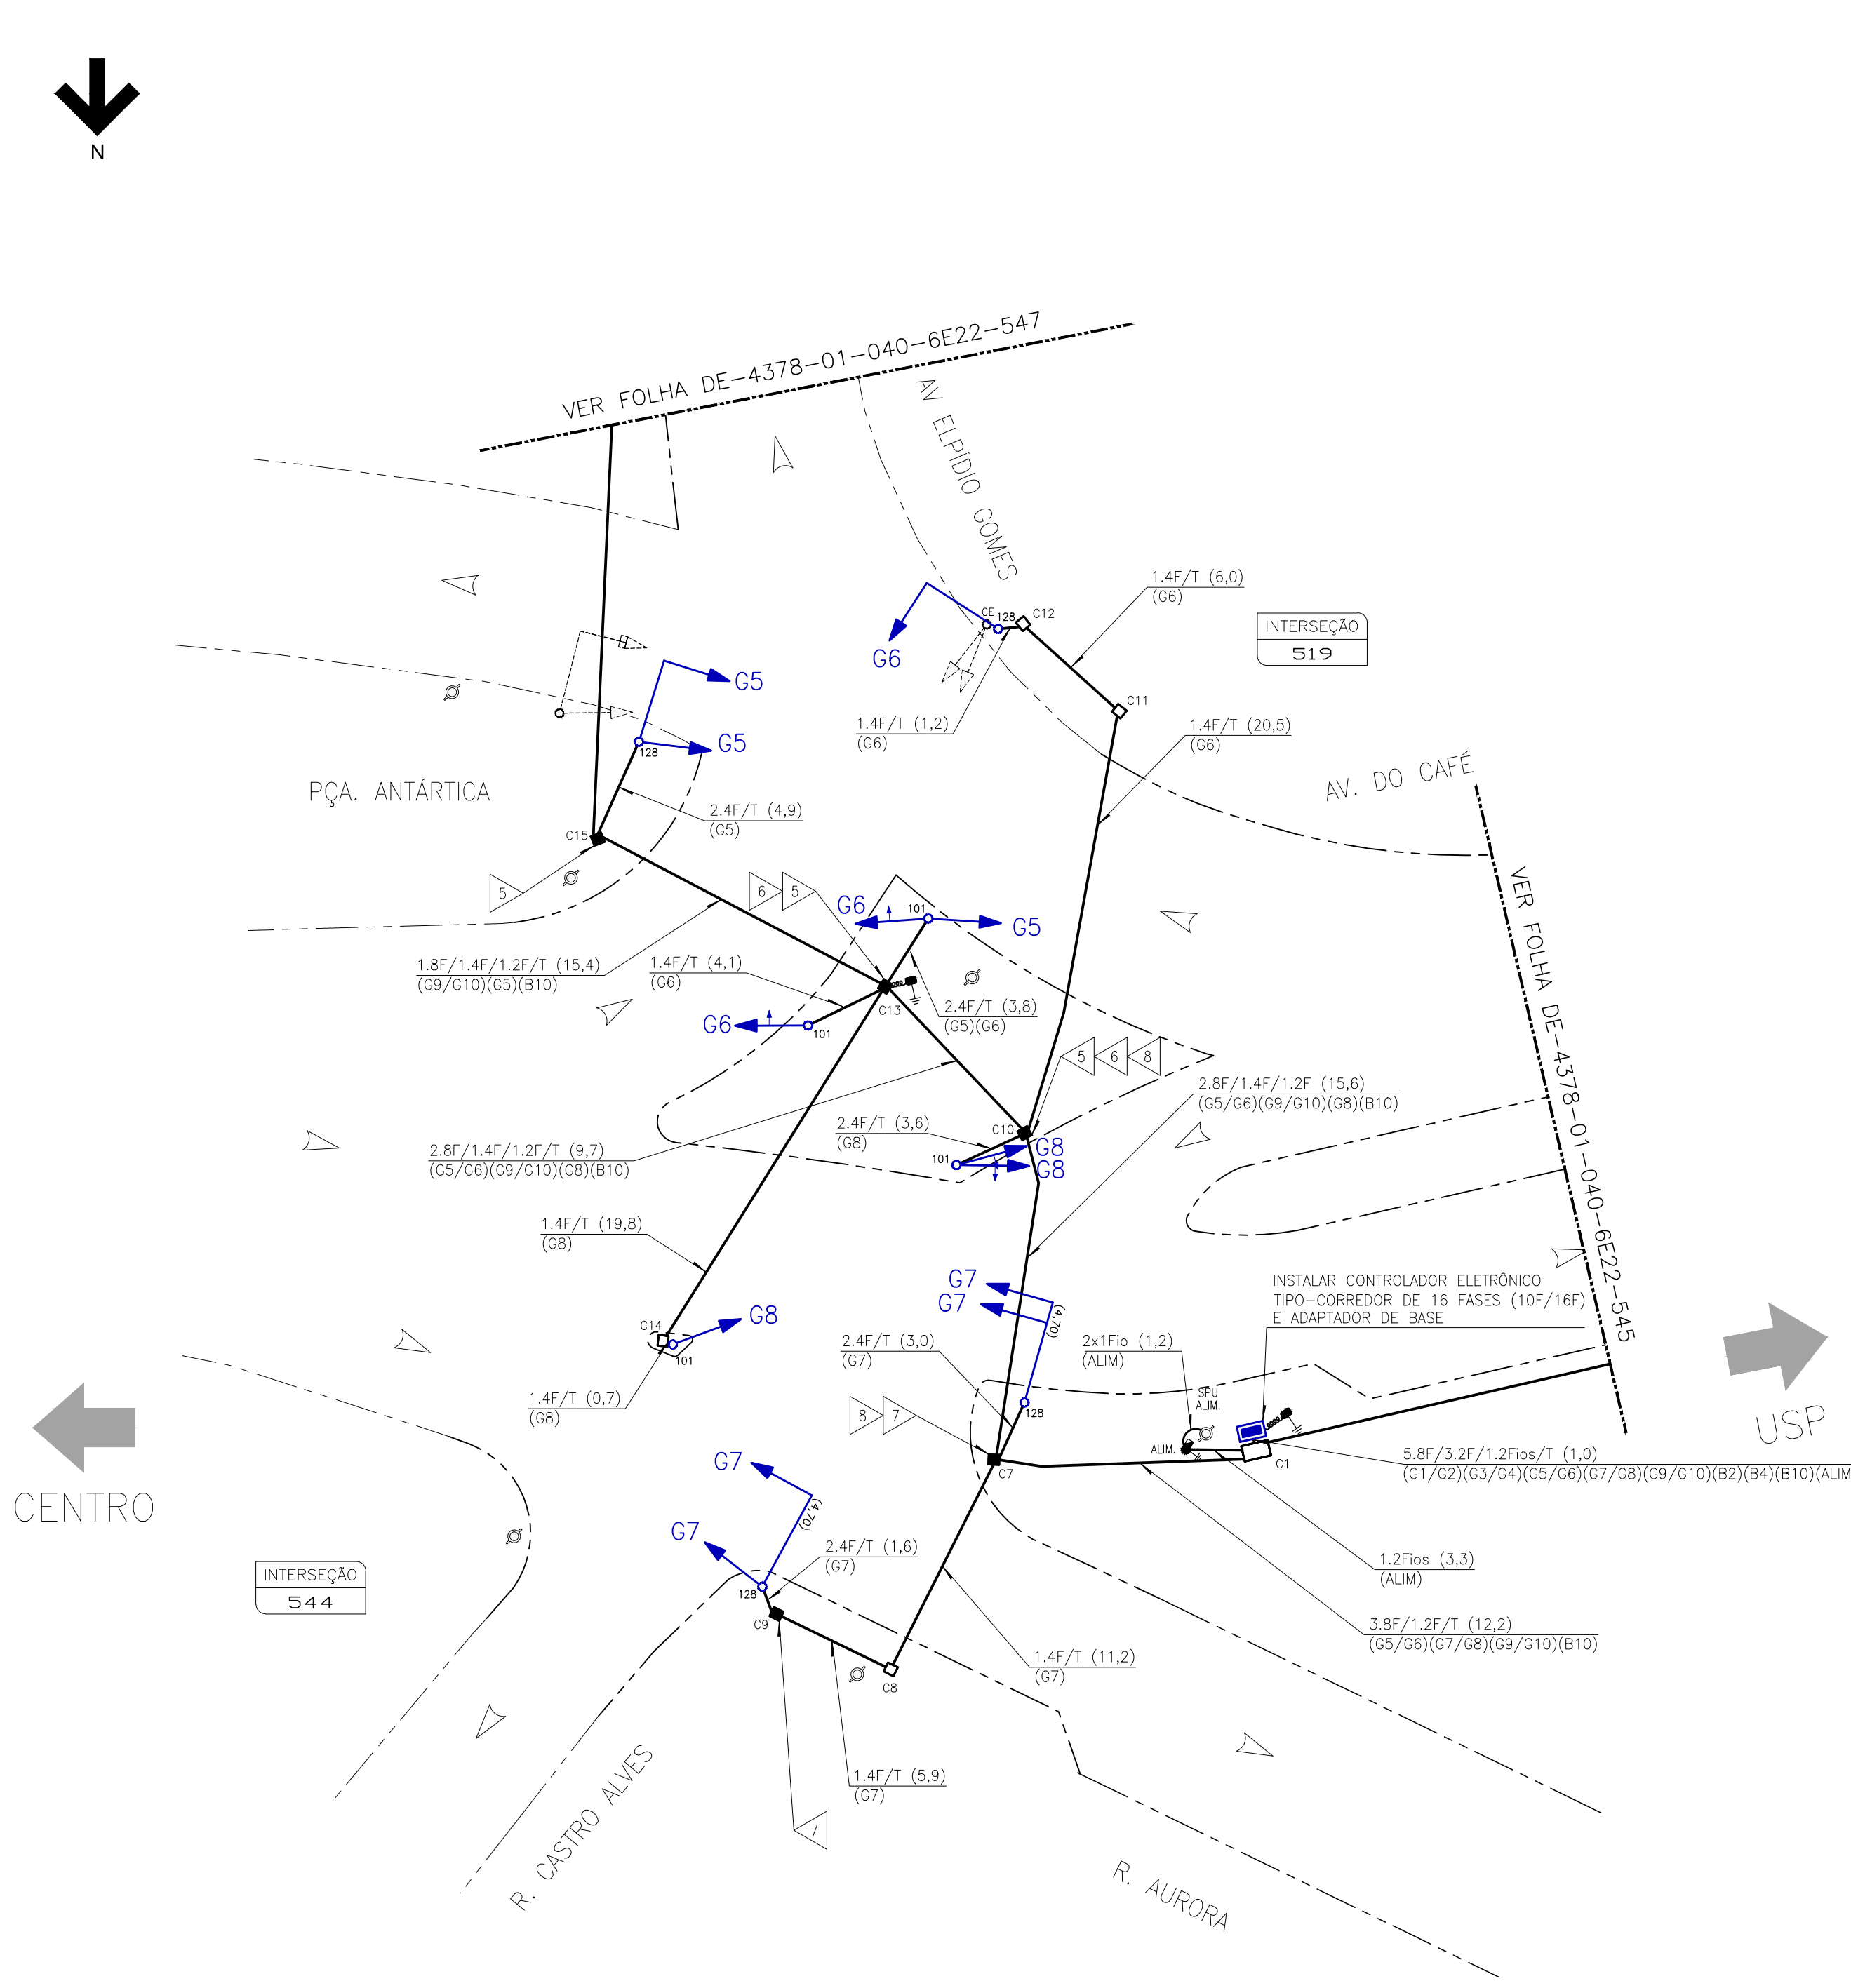 N
VER FOLHA DE-4378-01-040-6E22-547
AV ELPÍDIO GOMES
1.4F/T (6,0)
(G6)
CE
128
C12
INTERSEÇÃO
519
G6
G5
C11
1.4F/T (1,2)
(G6)
1.4F/T (20,5)
(G6)
G5
128
AV. DO CAFÉ
PÇA. ANTÁRTICA
2.4F/T (4,9)
(G5)
C15
5
6
5
VER FOLHA DE-4378-01-040-6E22-545
G6
101
G5
1.8F/1.4F/1.2F/T (15,4)
(G9/G10)(G5)(B10)
1.4F/T (4,1)
(G6)
C13
2.4F/T (3,8)
(G5)(G6)
G6
101
5
6
8
2.8F/1.4F/1.2F (15,6)
(G5/G6)(G9/G10)(G8)(B10)
2.4F/T (3,6)
(G8)
C10
2.8F/1.4F/1.2F/T (9,7)
(G5/G6)(G9/G10)(G8)(B10)
101
G8
G8
1.4F/T (19,8)
(G8)
G7
G7
(4,70)
INSTALAR CONTROLADOR ELETRÔNICO
TIPO-CORREDOR DE 16 FASES (10F/16F)
E ADAPTADOR DE BASE
C14
G8
101
2.4F/T (3,0)
(G7)
2x1Fio (1,2)
(ALIM)
1.4F/T (0,7)
(G8)
8
7
128
SPU
ALIM.
ALIM.
C7
C1
USP
5.8F/3.2F/1.2Fios/T (1,0)
(G1/G2)(G3/G4)(G5/G6)(G7/G8)(G9/G10)(B2)(B4)(B10)(ALIM
CENTRO
G7
(4,70)
G7
2.4F/T (1,6)
(G7)
1.2Fios (3,3)
(ALIM)
INTERSEÇÃO
544
128
C9
3.8F/1.2F/T (12,2)
(G5/G6)(G7/G8)(G9/G10)(B10)
1.4F/T (11,2)
(G7)
C8
1.4F/T (5,9)
(G7)
7
R. CASTRO ALVES
R. AURORA